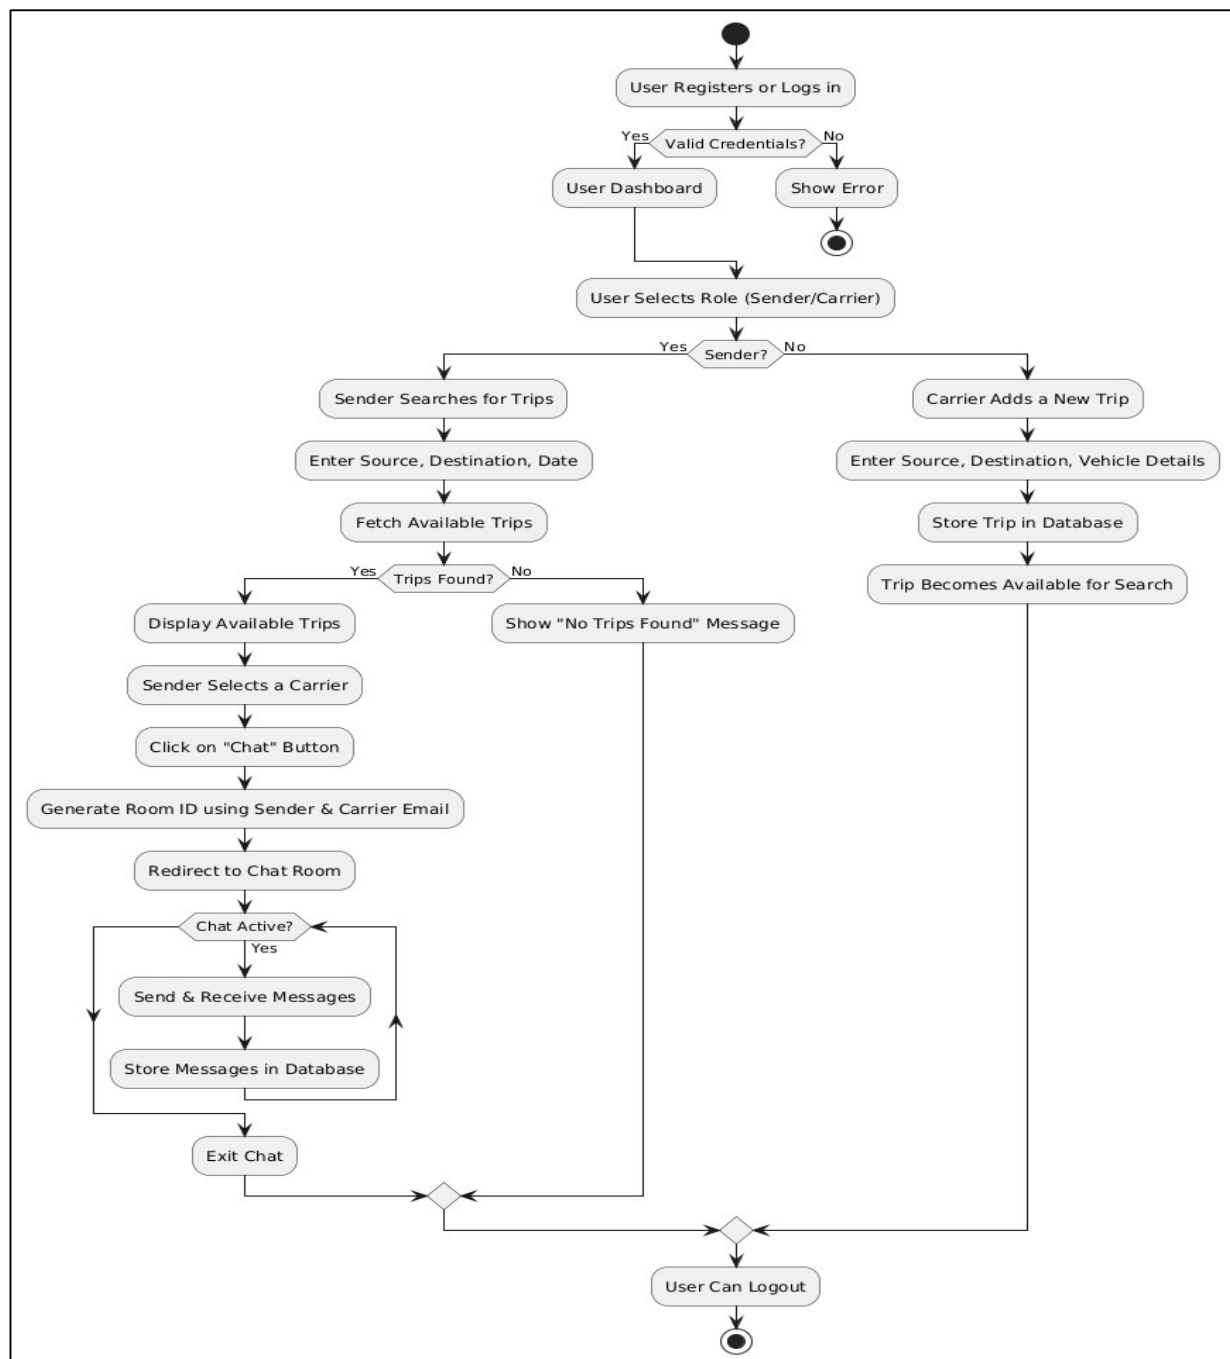 User Registers or Logs in
Yes
Valid Credentials?
No
User Dashboard
Show Error
User Selects Role (Sender/Carrier)
Yes
Sender?
No
Sender Searches for Trips
Carrier Adds a New Trip
Enter Source, Destination, Date
Enter Source, Destination, Vehicle Details
Fetch Available Trips
Store Trip in Database
Yes
Trips Found?
No
Trip Becomes Available for Search
Display Available Trips
Show "No Trips Found" Message
Sender Selects a Carrier
Click on "Chat" Button
Generate Room ID using Sender & Carrier Email
Redirect to Chat Room
Chat Active?
Yes
Send & Receive Messages
Store Messages in Database
Exit Chat
User Can Logout